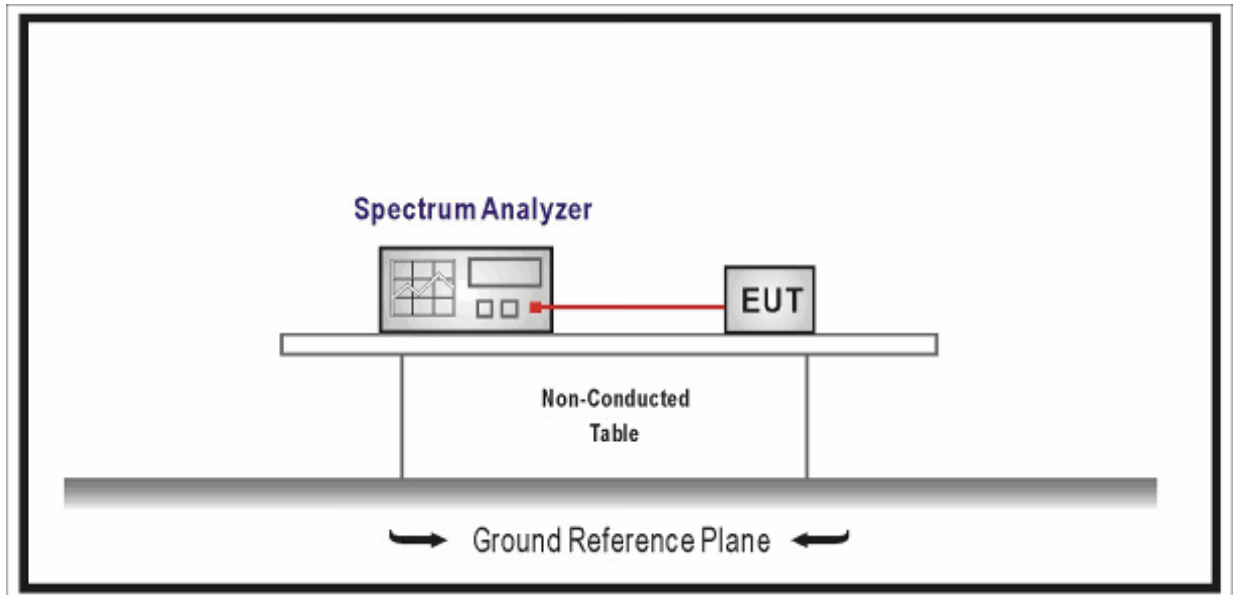 Spectrum Analyzer
EUT
Non-Conducted
Table
Ground Reference Plane